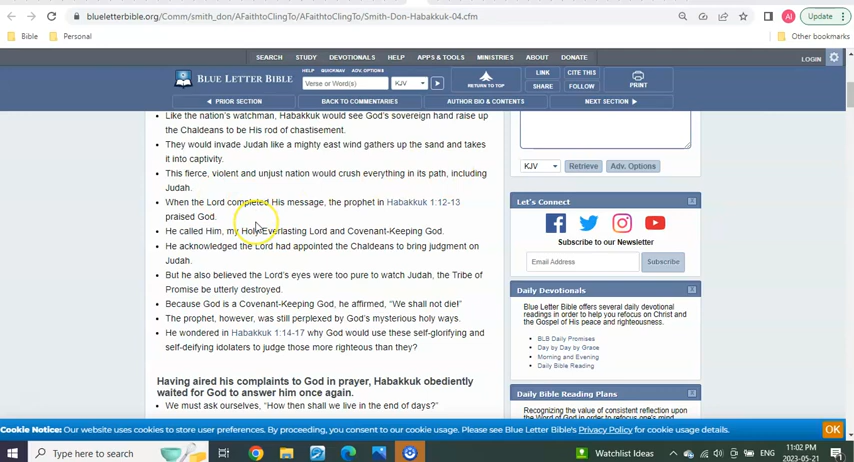 blueletterbible.org/Comm/smith_don/AFaithtoClingTo/AFaithtoClingTo/Smith-Don-Habakkuk-04.cfm
AI
Update
Bible
Personal
Other bookmarks
SEARCH STUDY DEVOTIONALS HELP APPS & TOOLS MINISTRIES ABOUT DONATE
LOGIN
BLUE LETTER BIBLE
HELP QUICKNAV ADV. OPTIONS
Verse or Word(s)
KJV
RETURN TO TOP
LINK
CITE THIS
SHARE
FOLLOW
PRINT
PRIOR SECTION
BACK TO COMMENTARIES
AUTHOR BIO & CONTENTS
NEXT SECTION
Like the nation's watchman, Habakkuk would see God's sovereign hand raise up
the Chaldeans to be His rod of chastisement.
They would invade Judah like a mighty east wind gathers up the sand and takes
it into captivity.
This fierce, violent and unjust nation would crush everything in its path, including
Judah.
When the Lord completed His message, the prophet in Habakkuk 1:12-13
praised God.
He called Him, my Holy Everlasting Lord and Covenant-Keeping God.
He acknowledged the Lord had appointed the Chaldeans to bring judgment on
Judah.
But he also believed the Lord's eyes were too pure to watch Judah, the Tribe of
Promise be utterly destroyed.
Because God is a Covenant-Keeping God, he affirmed, "We shall not die!"
The prophet, however, was still perplexed by God's mysterious holy ways.
He wondered in Habakkuk 1:14-17 why God would use these self-glorifying and
self-deifying idolaters to judge those more righteous than they?
Having aired his complaints to God in prayer, Habakkuk obediently
waited for God to answer him once again.
We must ask ourselves, "How then shall we live in the end of days?"
KJV
Retrieve
Adv. Options
Let's Connect
Subscribe to our Newsletter
Email Address
Subscribe
Daily Devotionals
Blue Letter Bible offers several daily devotional
readings in order to help you refocus on Christ and
the Gospel of His peace and righteousness.
BLB Daily Promises
Day by Day by Grace
Morning and Evening
Daily Bible Reading
Daily Bible Reading Plans
Recognizing the value of consistent reflection upon
Cookie Notice: Our website uses cookies to store user preferences. By proceeding, you consent to our cookie usage. Please see Blue Letter Bible's Privacy Policy for cookie usage details.
OK
Type here to search
Watchlist Ideas
ENG
11:02 PM
2023-05-21